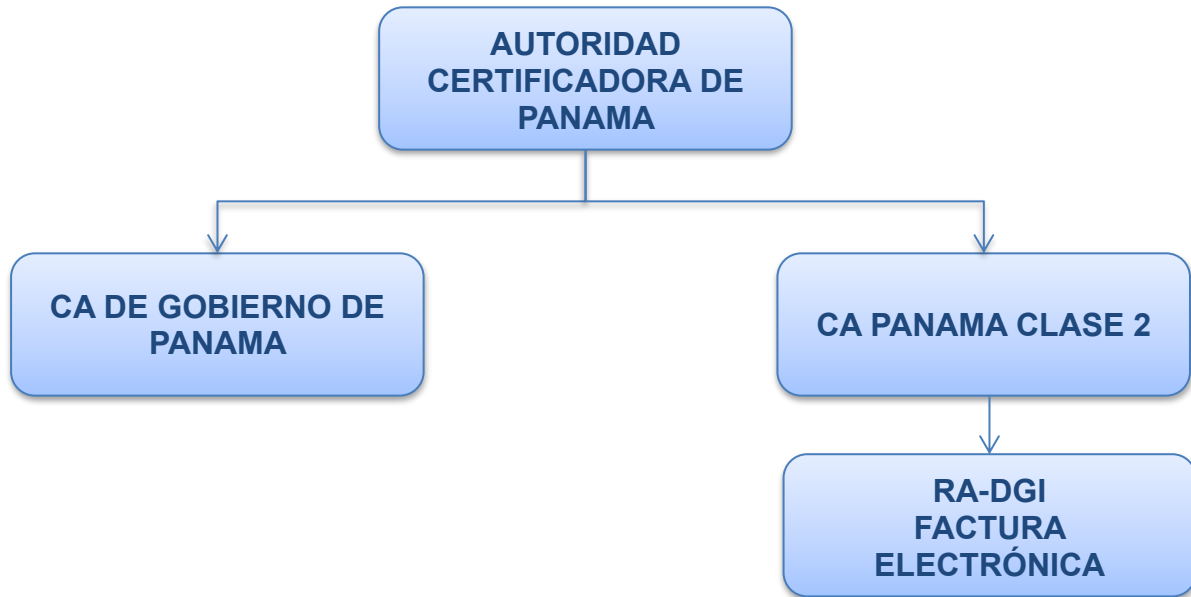 AUTORIDAD
CERTIFICADORA DE
PANAMA
CA DE GOBIERNO DE
PANAMA
CA PANAMA CLASE 2
RA-DGI
FACTURA
ELECTRÓNICA